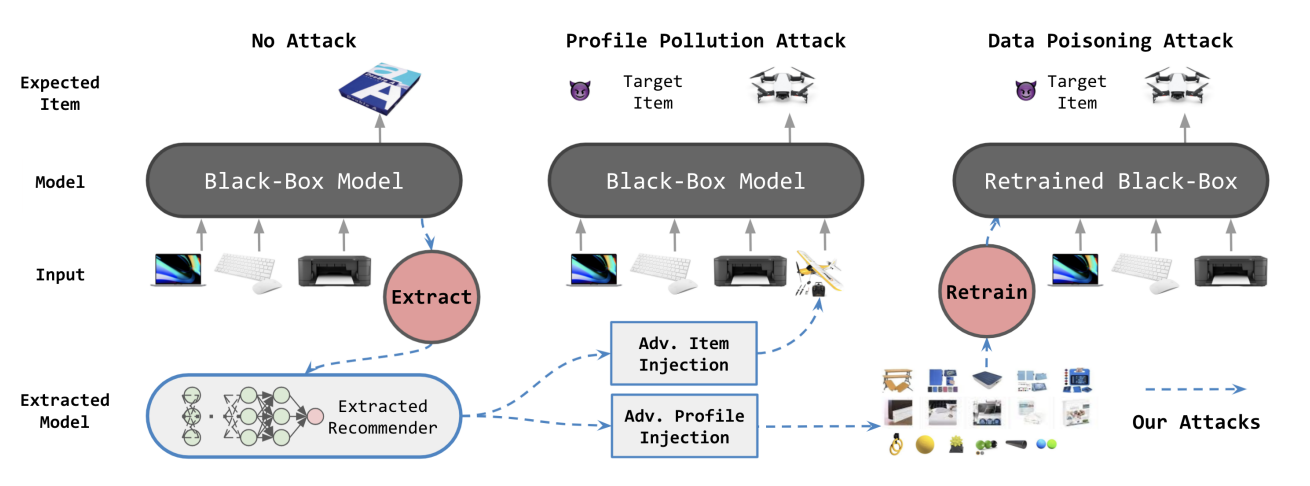 No Attack
Profile Pollution Attack
Data Poisoning Attack
Expected
Item
Target
Item
Target
Item
Model
Black-Box Model
Black-Box Model
Retrained Black-Box
Input
Extract
Retrain
Adv. Item
Injection
Extracted
Model
Extracted
Recommender
Adv. Profile
Injection
Our Attacks